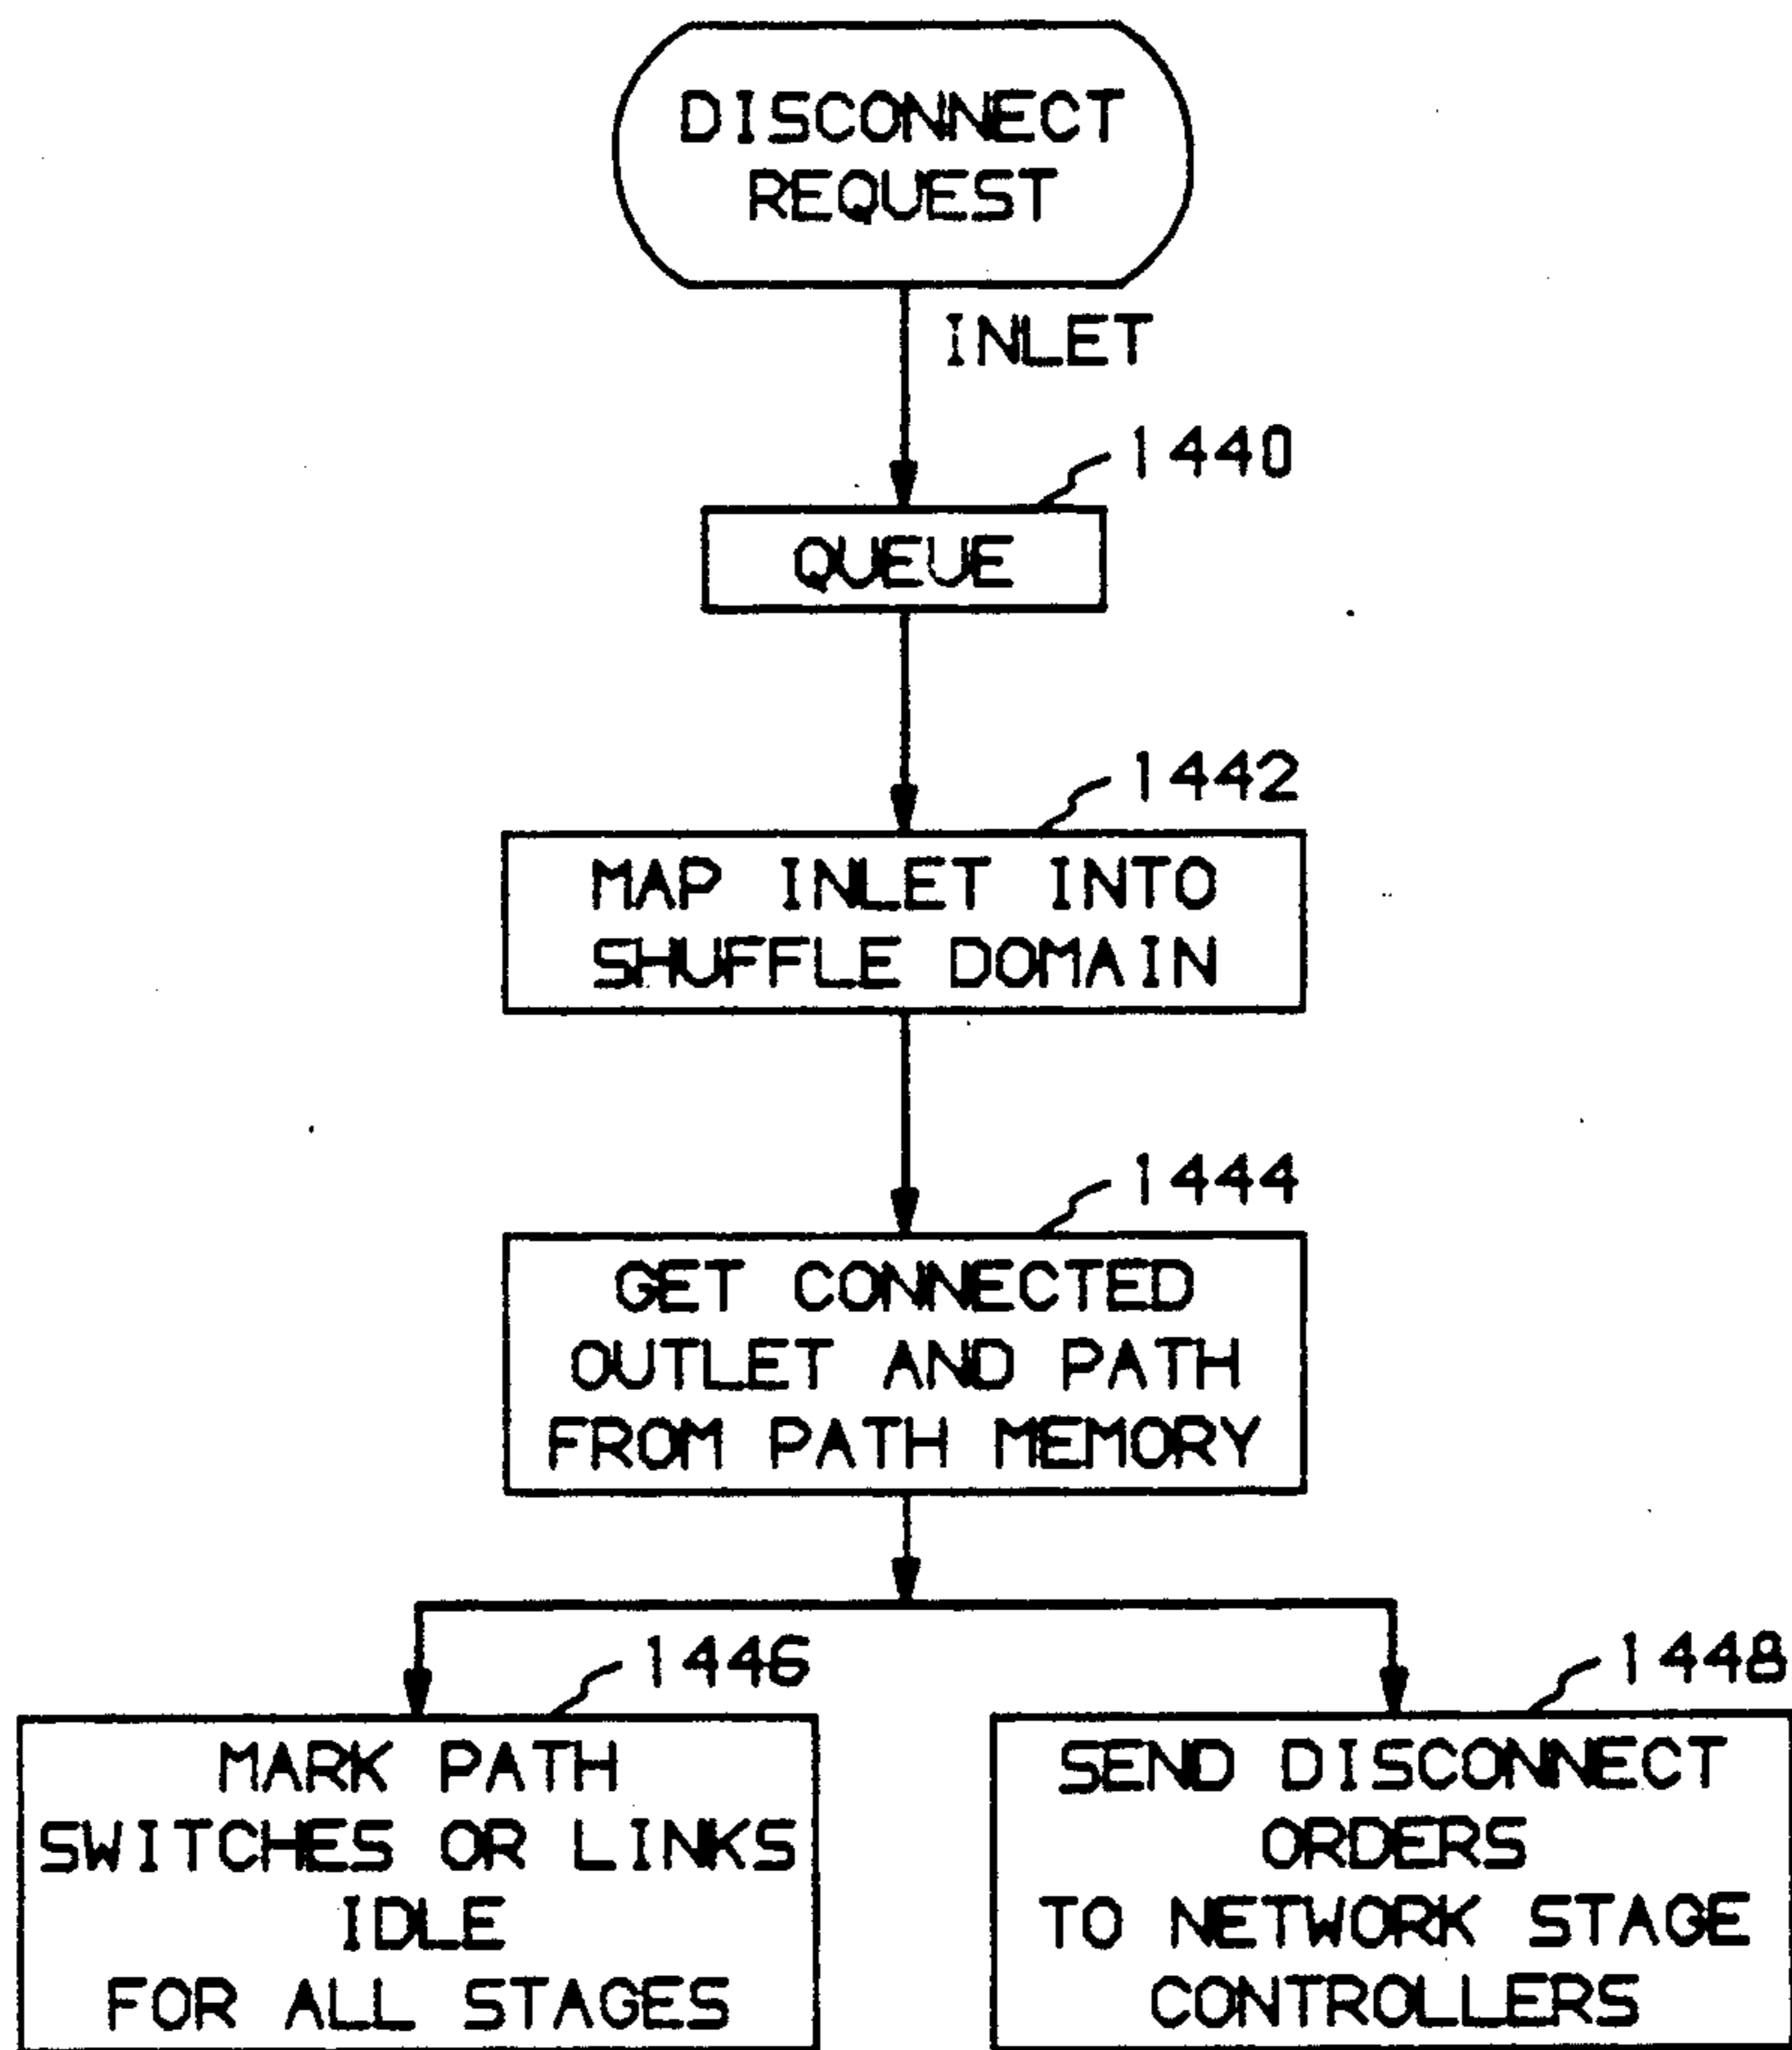 DISCONNECT
REQUEST
INLET
1440
QUEUE
1442
MAP INLET INTO
SHUFFLE DOMAIN
1444
GET CONNECTED
OUTLET AND PATH
FROM PATH MEMORY
1446
MARK PATH
SWITCHES OR LINKS
IDLE
FOR ALL STAGES
1448
SEND DISCONNECT
ORDERS
TO NETWORK STAGE
CONTROLLERS